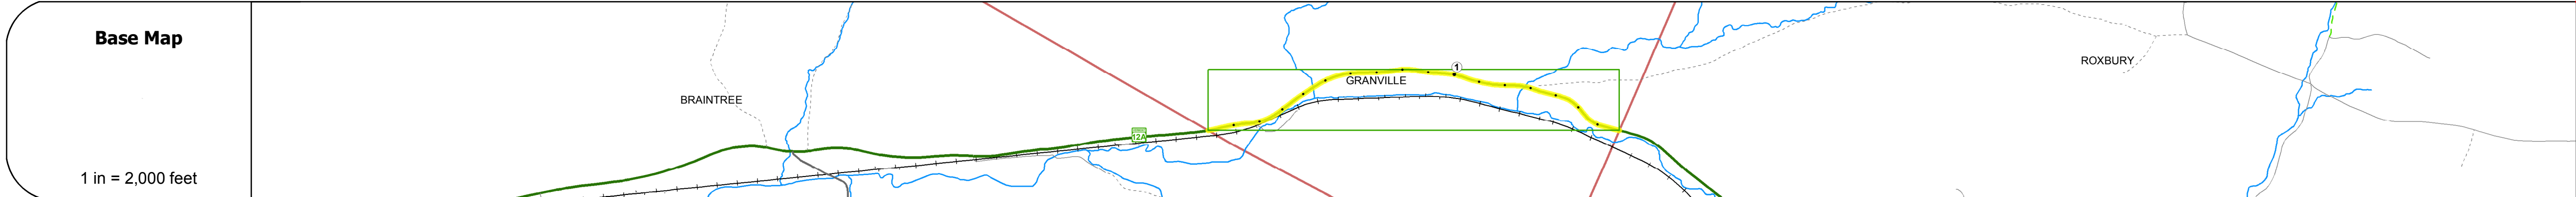 Base Map
1 in = 2,000 feet
BRAINTREE
12A
GRANVILLE
1
ROXBURY